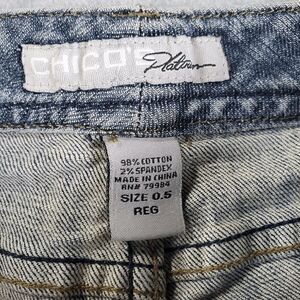 CHICO'S Platinum
98% COTTON
2% SPANDEX
MADE IN CHINA
RN# 79984
SIZE 0.5
REG